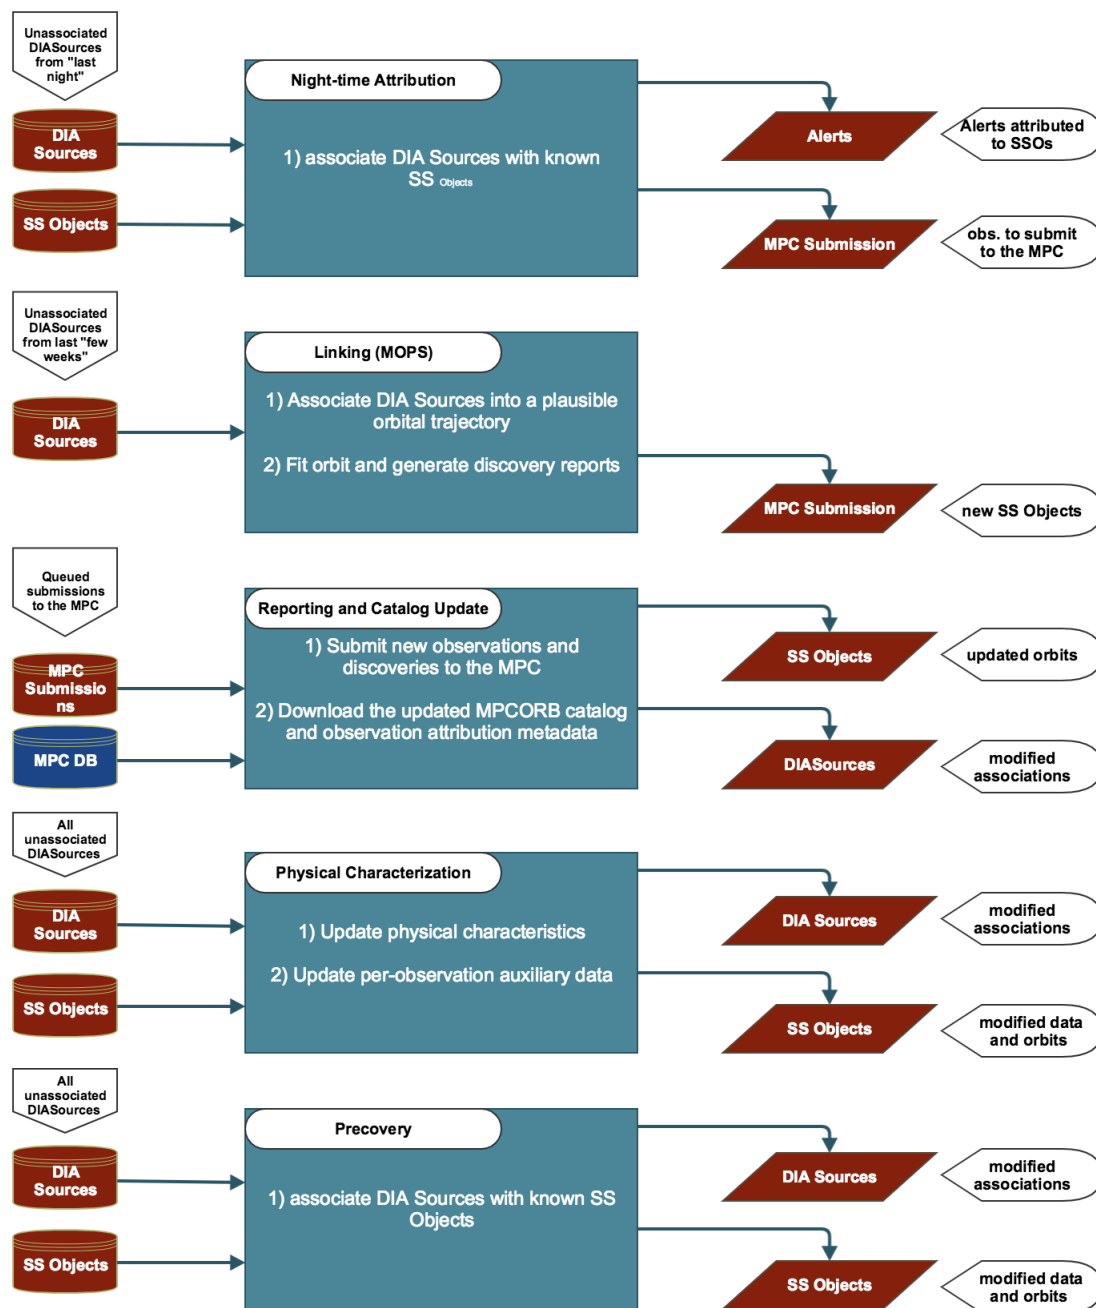 Unassociated
DIASources
from "last
night"
DIA
Sources
SS Objects
Night-time Attribution
1) associate DIA Sources with known
SS Objects
Alerts
Alerts attributed
to SSOs
MPC Submission
obs. to submit
to the MPC
Unassociated
DIASources
from last "few
weeks"
DIA
Sources
Linking (MOPS)
1) Associate DIA Sources into a plausible
orbital trajectory
2) Fit orbit and generate discovery reports
MPC Submission
new SS Objects
Queued
submissions
to the MPC
MPC
Submissio
ns
MPC DB
Reporting and Catalog Update
1) Submit new observations and
discoveries to the MPC
2) Download the updated MPCORB catalog
and observation attribution metadata
SS Objects
updated orbits
DIASources
modified
associations
All
unassociated
DIASources
DIA
Sources
SS Objects
Physical Characterization
1) Update physical characteristics
2) Update per-observation auxiliary data
DIA Sources
modified
associations
SS Objects
modified data
and orbits
All
unassociated
DIASources
DIA
Sources
SS Objects
Precovery
1) associate DIA Sources with known SS
Objects
DIA Sources
modified
associations
SS Objects
modified data
and orbits